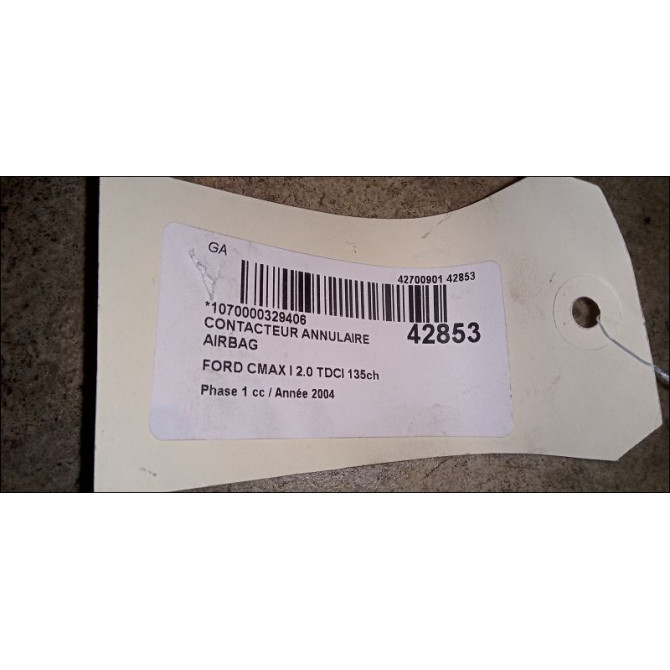 GA
42700901 42853
*1070000329406
42853
CONTACTEUR ANNULAIRE
AIRBAG
FORD CMAX I 2.0 TDCI 135ch
Phase 1 cc / Année 2004